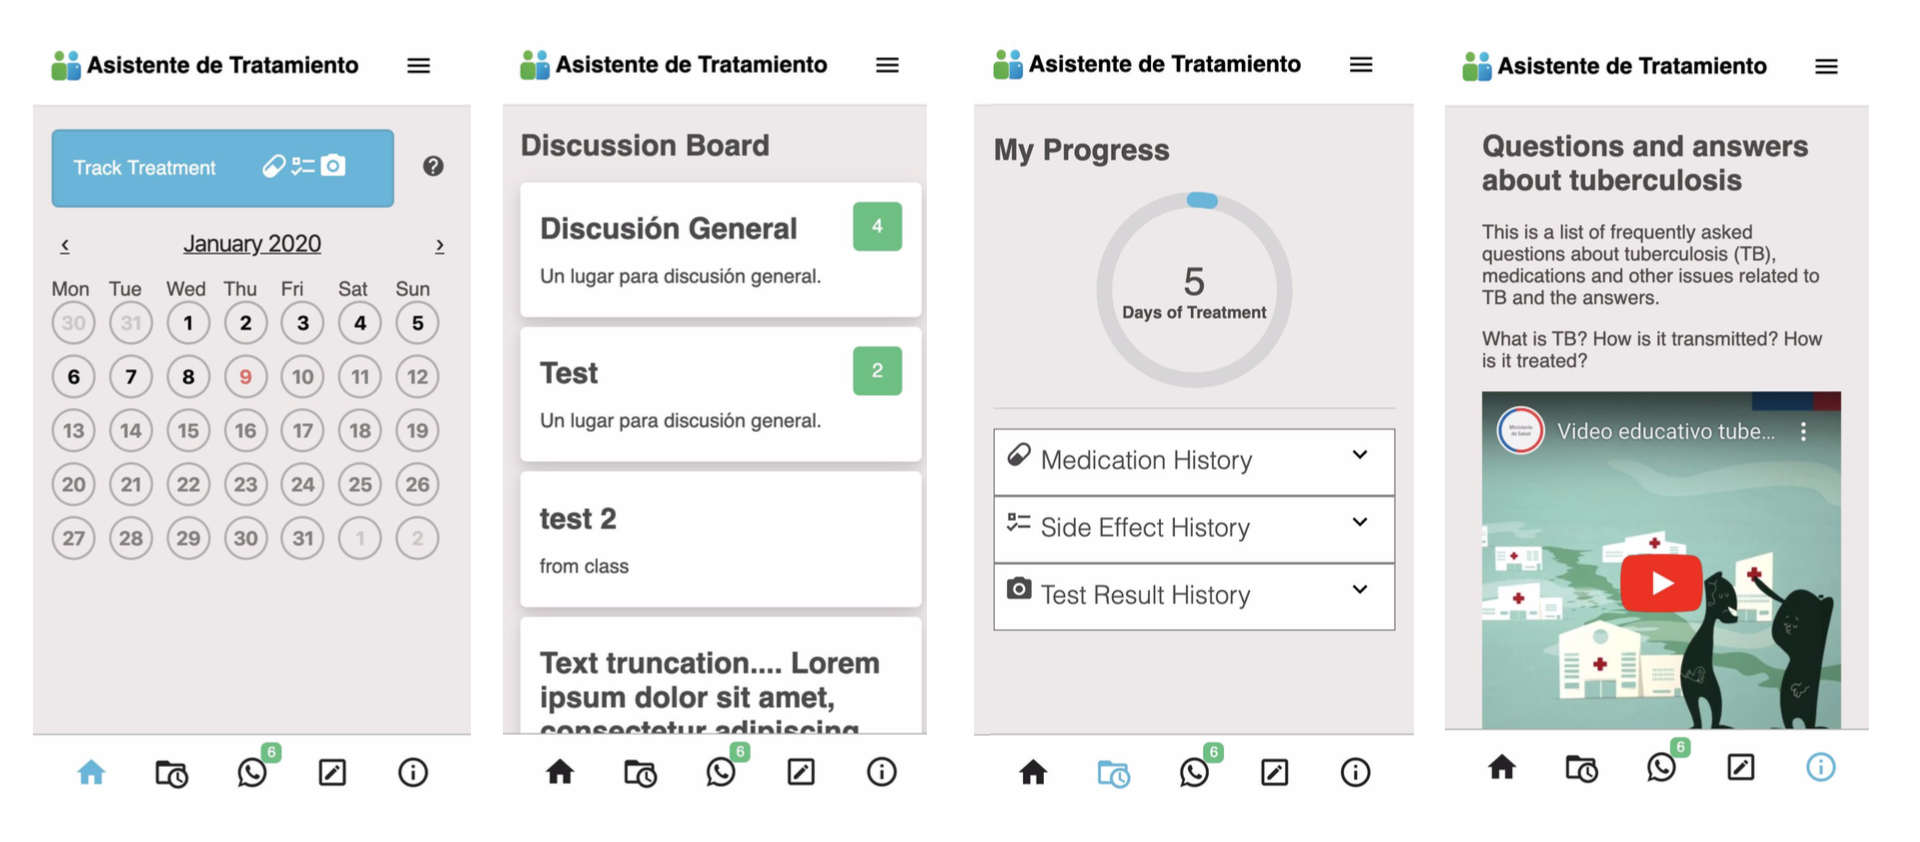 Asistente de Tratamiento
Track Treatment
?
‹ January 2020 ›
Mon Tue Wed Thu Fri Sat Sun
30 31 1 2 3 4 5
6 7 8 9 10 11 12
13 14 15 16 17 18 19
20 21 22 23 24 25 26
27 28 29 30 31 1 2
6
Asistente de Tratamiento
Discussion Board
Discusión General
4
Un lugar para discusión general.
Test
2
Un lugar para discusión general.
test 2
from class
Text truncation.... Lorem
ipsum dolor sit amet,
consectetur adipiscing
6
Asistente de Tratamiento
My Progress
5
Days of Treatment
Medication History
Side Effect History
Test Result History
6
Asistente de Tratamiento
Questions and answers
about tuberculosis
This is a list of frequently asked
questions about tuberculosis (TB),
medications and other issues related to
TB and the answers.
What is TB? How is it transmitted? How
is it treated?
Ministerio
de Salud
Video educativo tube...
6